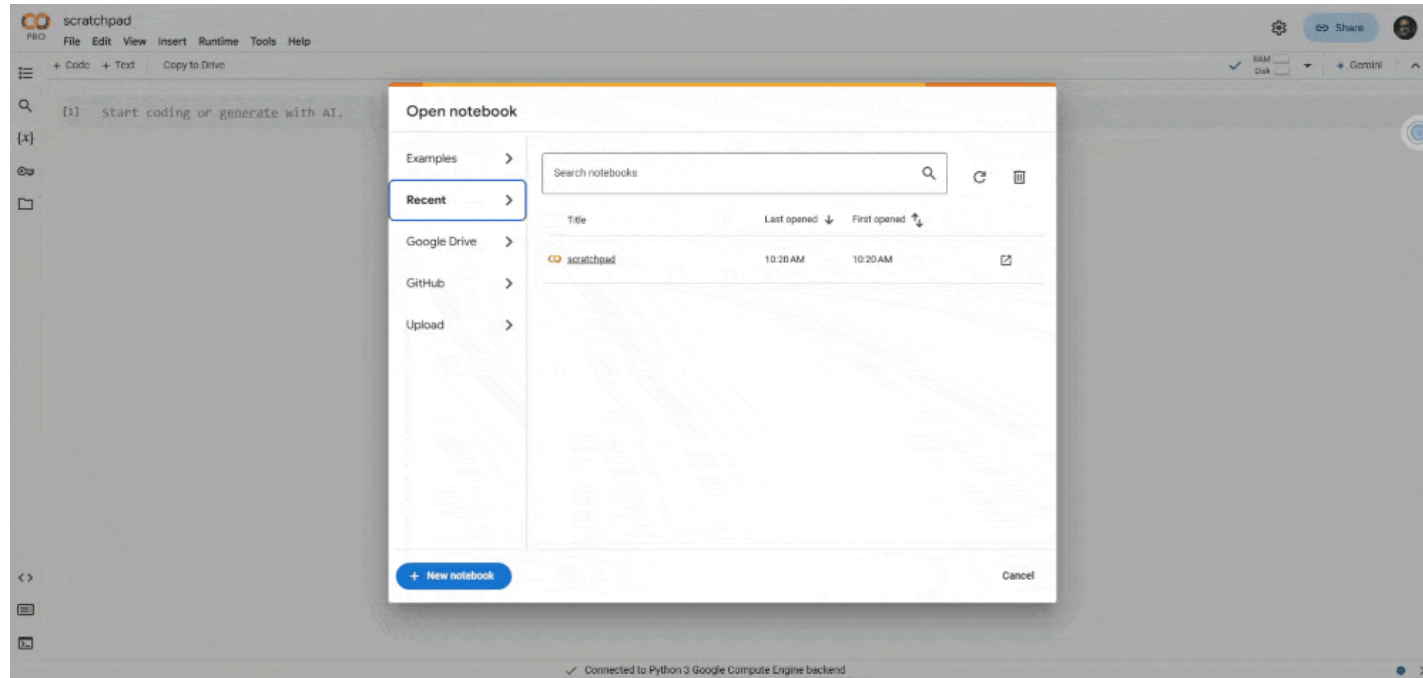 scratchpad
PRO
File Edit View Insert Runtime Tools Help
Share
+ Code + Text Copy to Drive
RAM
Disk
Gemini
[1] Start coding or generate with AI.
{x}
Open notebook
Examples
Recent
Google Drive
GitHub
Upload
Search notebooks
Title Last opened First opened
scratchpad 10:20 AM 10:20 AM
+ New notebook
Cancel
Connected to Python 3 Google Compute Engine backend